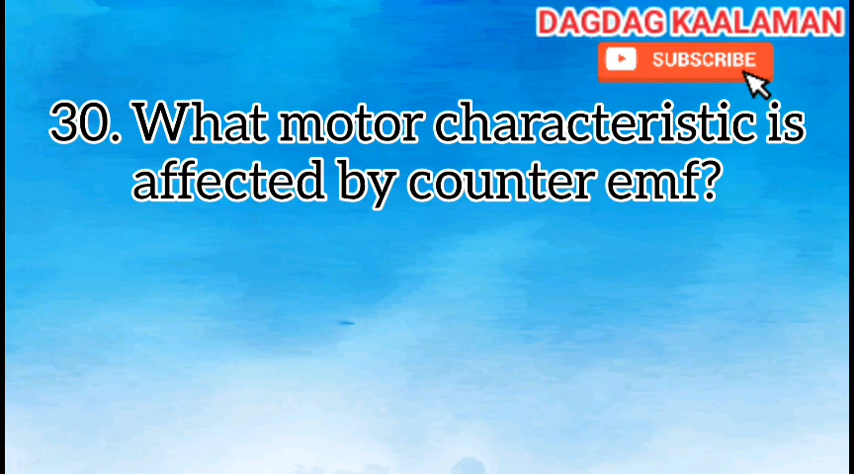 DAGDAG KAALAMAN
SUBSCRIBE
30. What motor characteristic is
affected by counter emf?